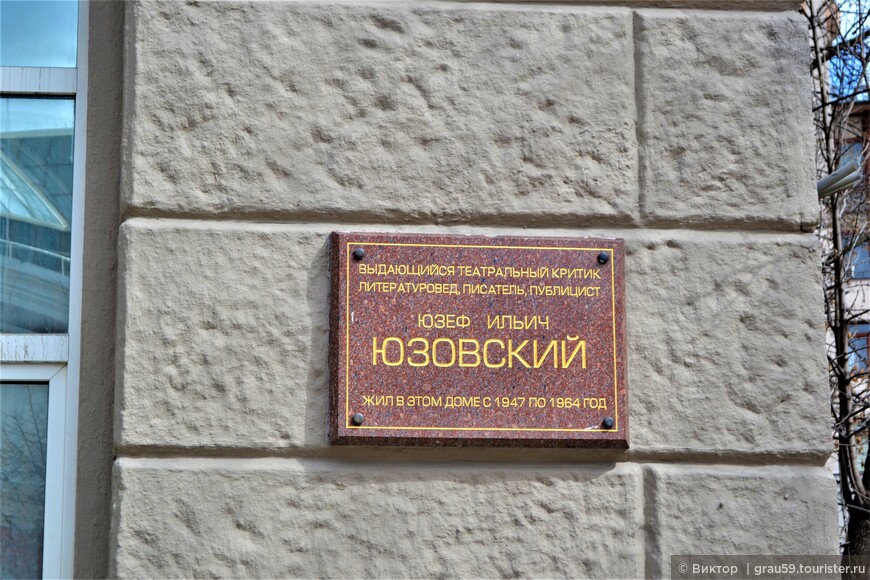 ВЫДАЮЩИЙСЯ ТЕАТРАЛЬНЫЙ КРИТИК
ЛИТЕРАТУРОВЕД, ПИСАТЕЛЬ, ПУБЛИЦИСТ
ЮЗЕФ ИЛЬИЧ
ЮЗОВСКИЙ
ЖИЛ В ЭТОМ ДОМЕ С 1947 ПО 1964 ГОД
© Виктор | grau59.tourister.ru